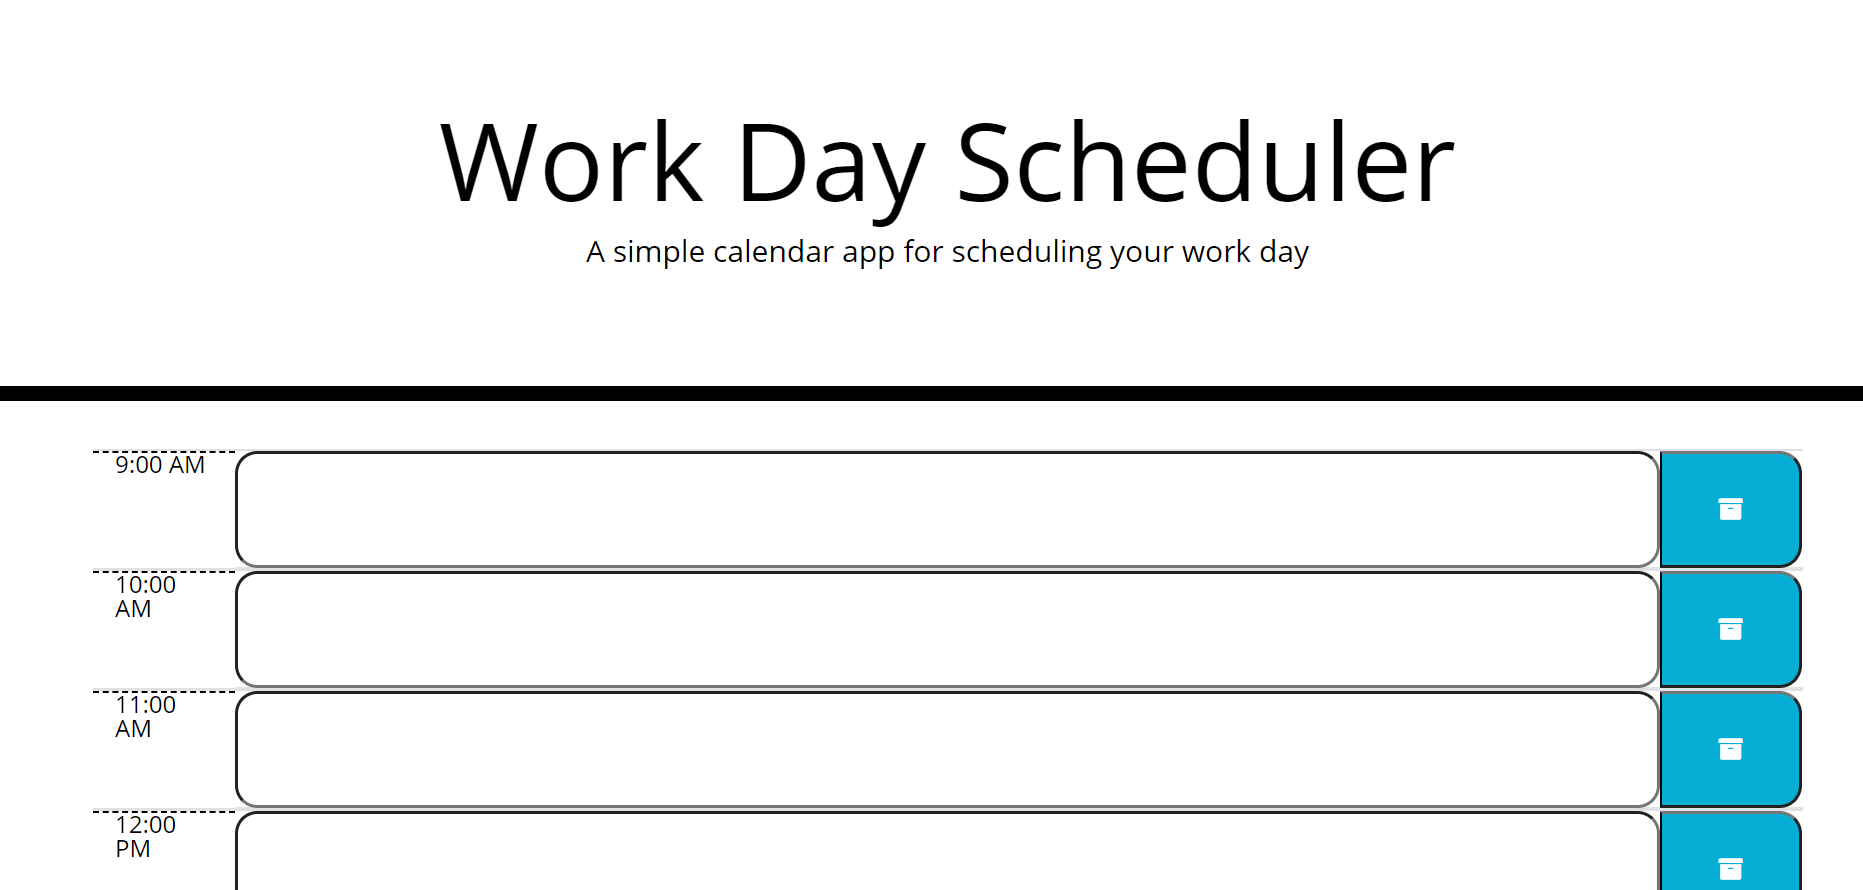 Work Day Scheduler
A simple calendar app for scheduling your work day
9:00 AM
10:00
AM
11:00
AM
12:00
PM